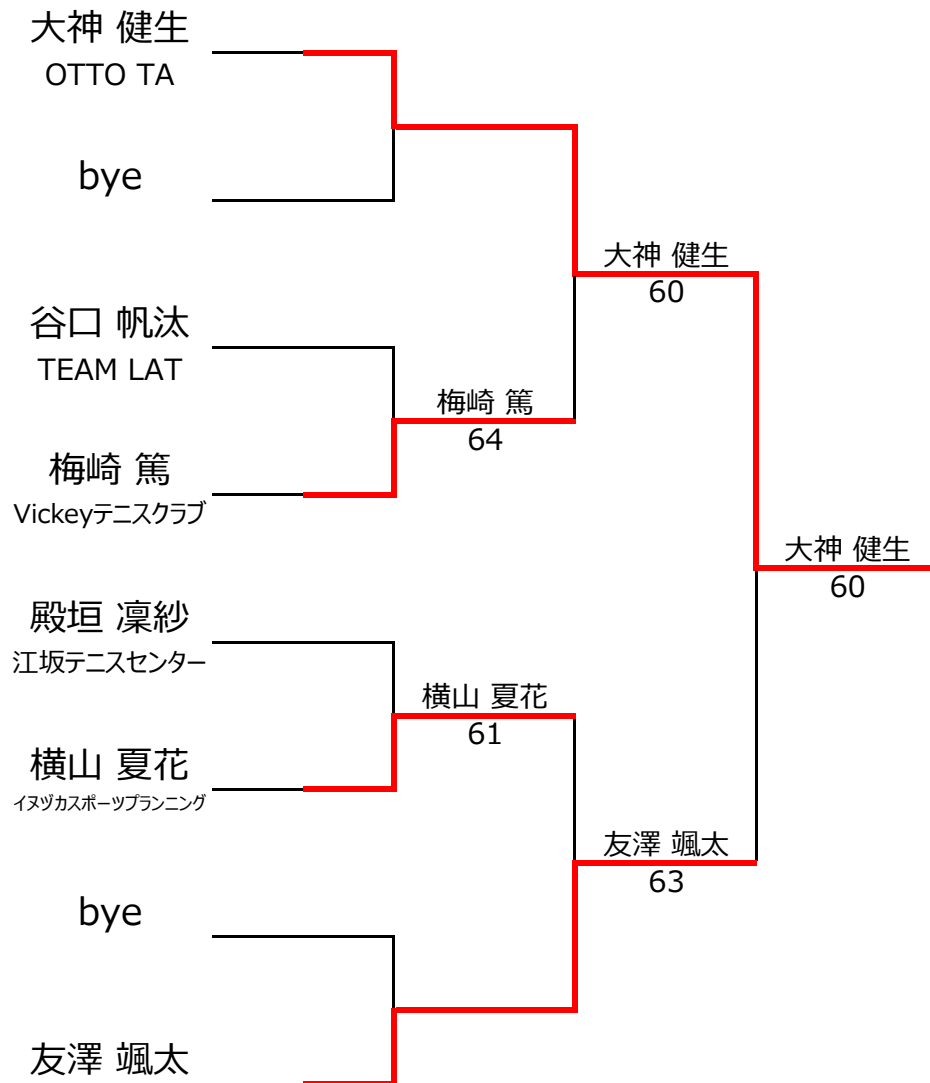 大神 健生
OTTO TA
bye
大神 健生
60
谷口 帆汰
TEAM LAT
梅崎 篤
64
梅崎 篤
Vickeyテニスクラブ
大神 健生
60
殿垣 凜紗
江坂テニスセンター
横山 夏花
61
横山 夏花
イヌヅカスポーツプランニング
友澤 颯太
63
bye
友澤 颯太